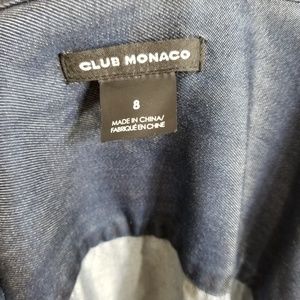 CLUB MONACO
8
MADE IN CHINA/
FABRIQUÉ EN CHINE